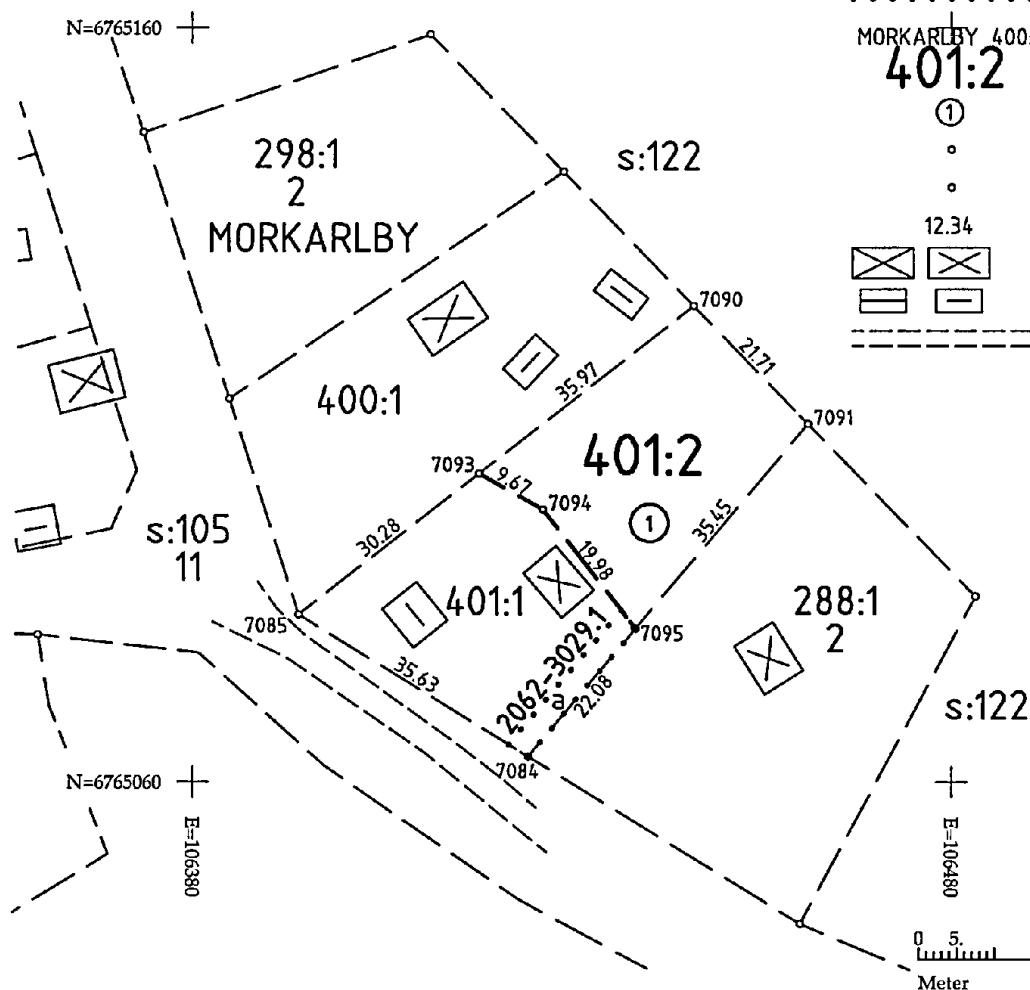 N=6765160
MORKARLBY 400:
401:2
1
12.34
298:1
2
MORKARLBY
s:122
7090
21.71
35.97
400:1
7091
401:2
7093
9.67
7094
1
35.45
s:105
11
30.28
19.98
401:1
288:1
2
7085
7095
35.63
2062-3029.1
a
22.08
s:122
7084
N=6765060
E=106380
E=106480
0 5.
Meter